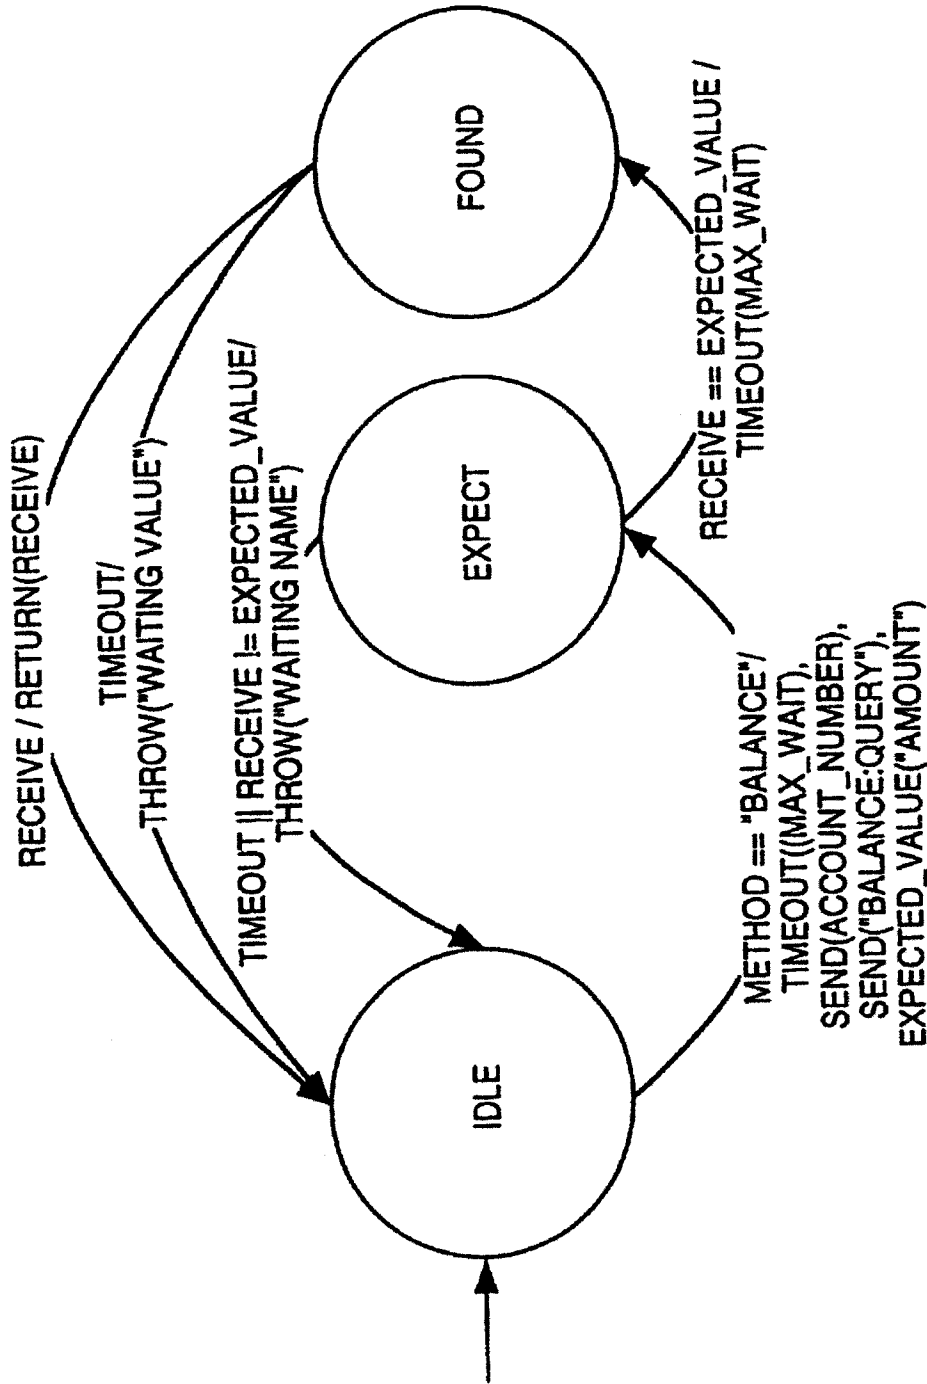 RECEIVE / RETURN(RECEIVE)
TIMEOUT/
THROW("WAITING VALUE")
TIMEOUT || RECEIVE != EXPECTED_VALUE/
THROW("WAITING NAME")
IDLE
EXPECT
FOUND
METHOD == "BALANCE"/
TIMEOUT((MAX_WAIT),
SEND(ACCOUNT_NUMBER),
SEND("BALANCE:QUERY"),
EXPECTED_VALUE("AMOUNT")
RECEIVE == EXPECTED_VALUE /
TIMEOUT(MAX_WAIT)